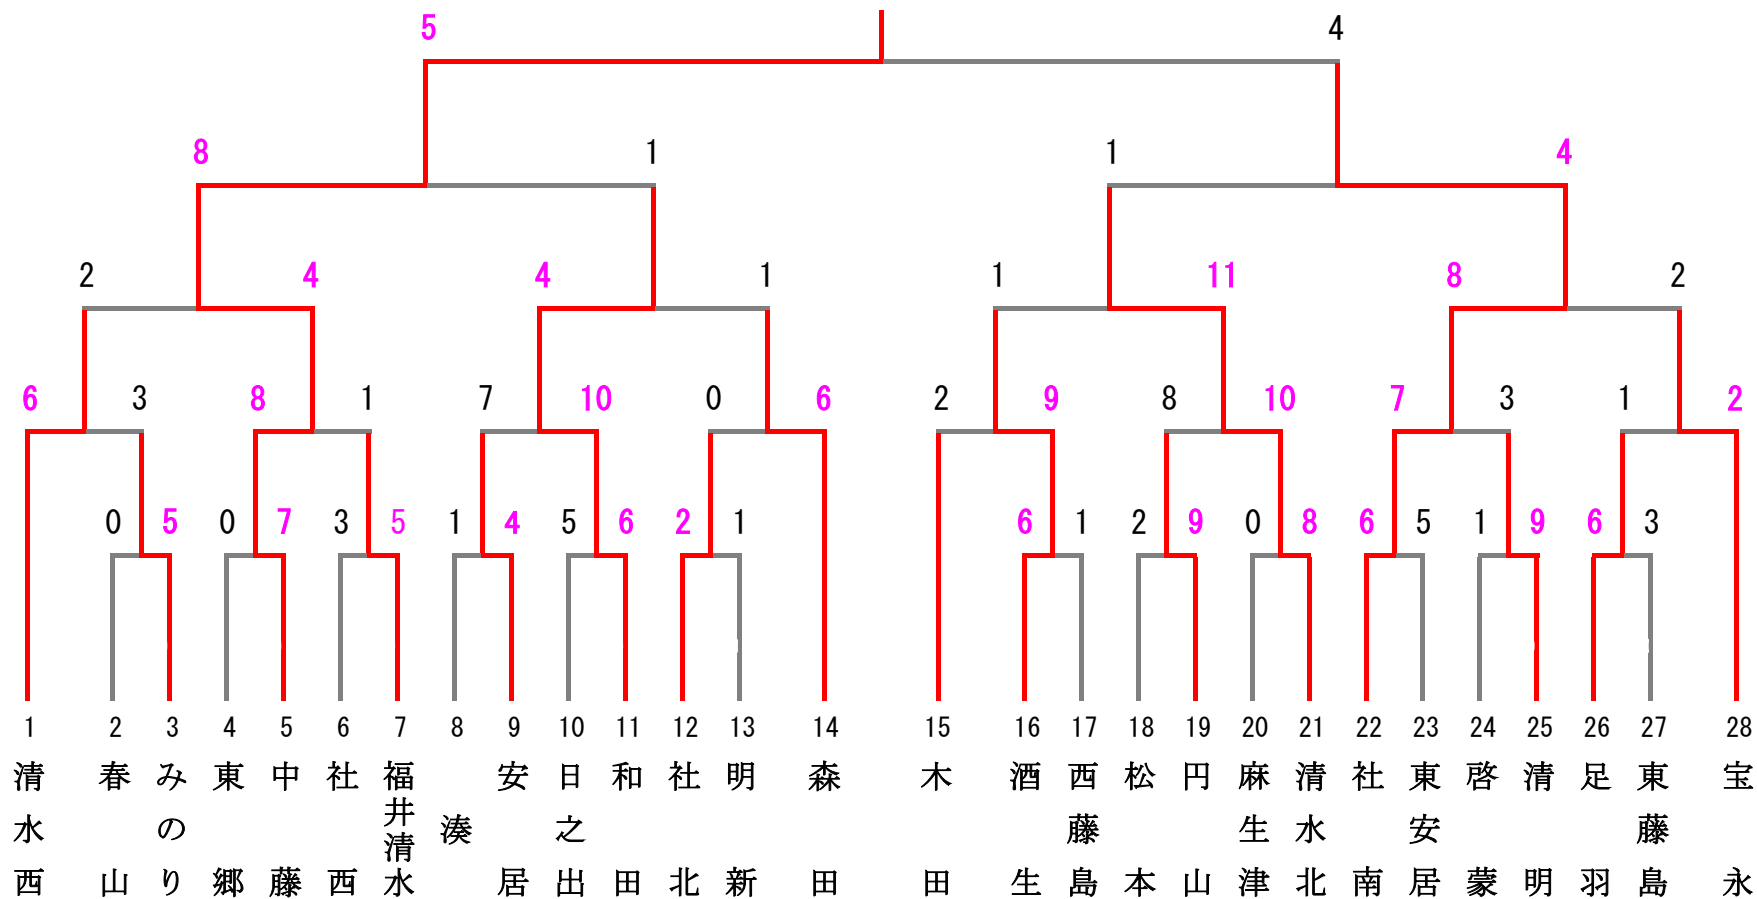 5 4
8 1 1 4
2 4 4 1 1 11 8 2
6 3 8 1 7 10 0 6 2 9 8 10 7 3 1 2
0 5 0 7 3 5 1 4 5 6 2 1 6 1 2 9 0 8 6 5 1 9 6 3
1 2 3 4 5 6 7 8 9 10 11 12 13 14 15 16 17 18 19 20 21 22 23 24 25 26 27 28
清水西
春山
みのり
東郷
中藤
社西
福井清水
湊
安居
日之出
和田
社北
明新
森田
木田
酒生
西藤島
松本
円山
麻生津
清水北
社南
東安居
啓蒙
清明
足羽
東藤島
宝永